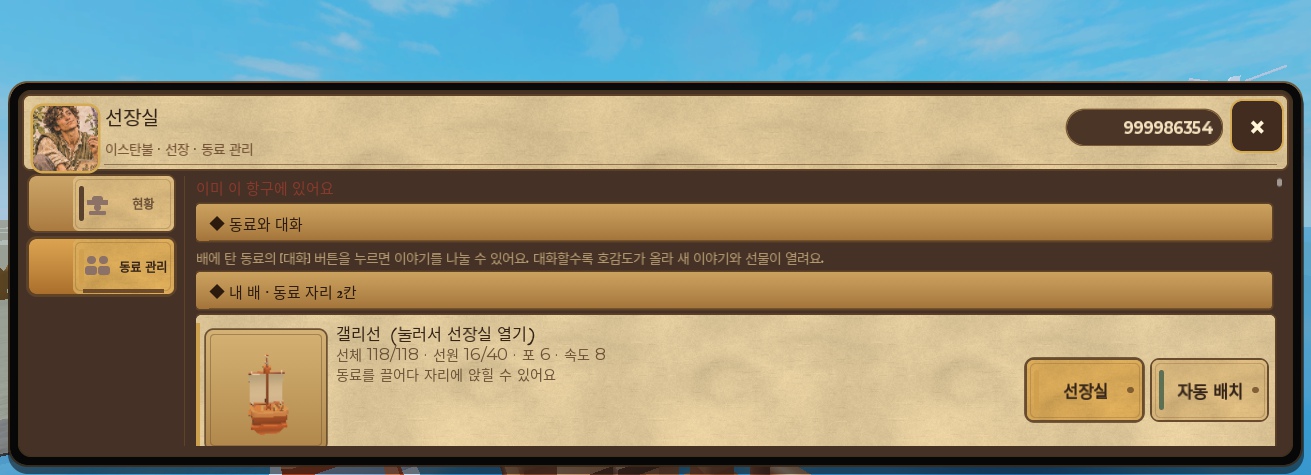 선장실
이스탄불 · 선장 · 동료 관리
999986354
×
현황
동료 관리
이미 이 항구에 있어요
◆ 동료와 대화
배에 탄 동료의 [대화] 버튼을 누르면 이야기를 나눌 수 있어요. 대화할수록 호감도가 올라 새 이야기와 선물이 열려요.
◆ 내 배 · 동료 자리 2칸
갤리선 (눌러서 선장실 열기)
선체 118/118 · 선원 16/40 · 포 6 · 속도 8
동료를 끌어다 자리에 앉힐 수 있어요
선장실
자동 배치